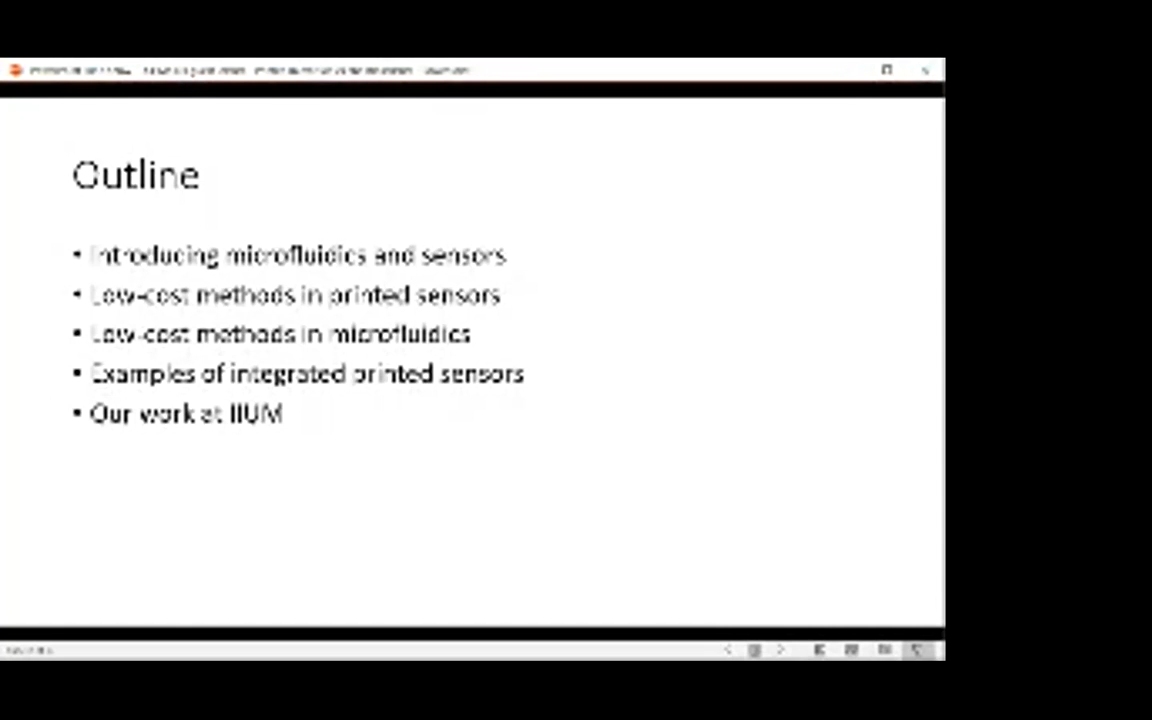 Outline
• Introducing microfluidics and sensors
• Low-cost methods in printed sensors
• Low-cost methods in microfluidics
• Examples of integrated printed sensors
• Our work at IIUM